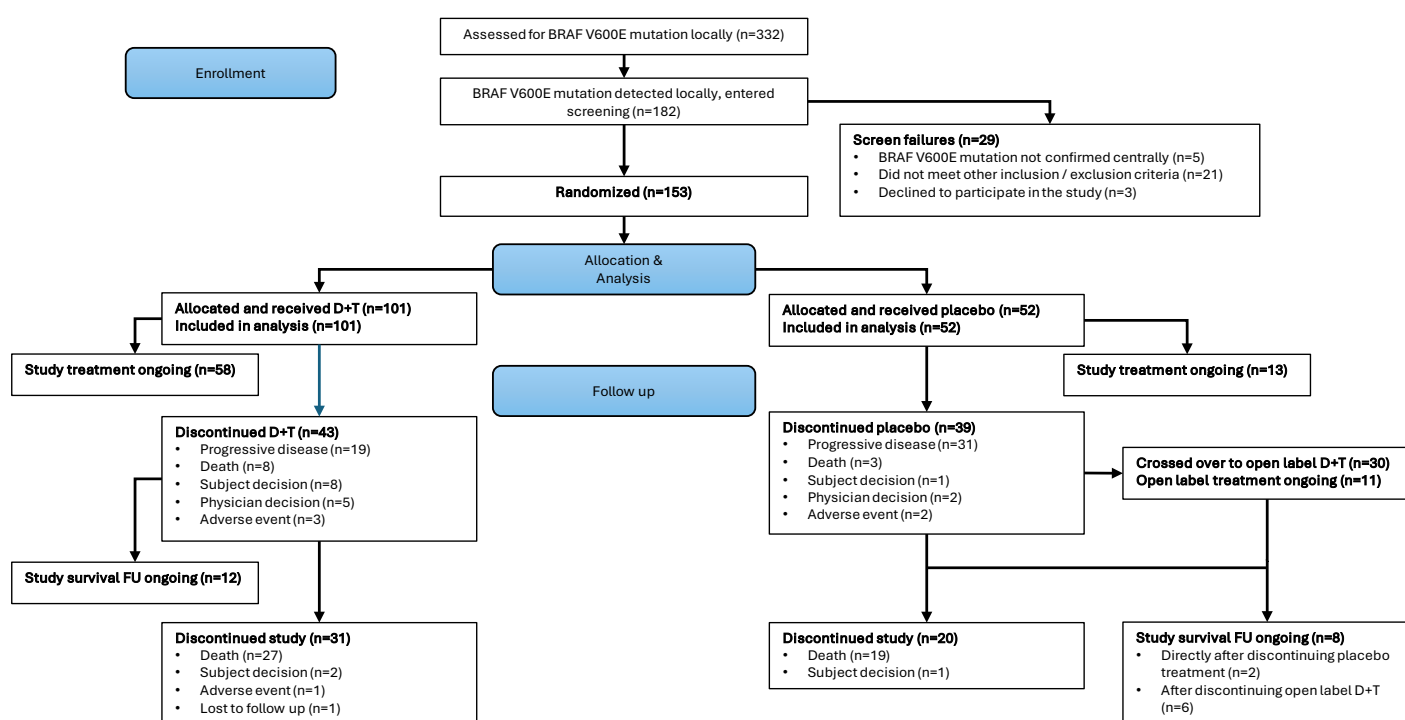 Assessed for BRAF V600E mutation locally (n=332)
Enrollment
BRAF V600E mutation detected locally, entered
screening (n=182)
Screen failures (n=29)
• BRAF V600E mutation not confirmed centrally (n=5)
• Did not meet other inclusion / exclusion criteria (n=21)
• Declined to participate in the study (n=3)
Randomized (n=153)
Allocation &
Analysis
Allocated and received D+T (n=101)
Included in analysis (n=101)
Allocated and received placebo (n=52)
Included in analysis (n=52)
Study treatment ongoing (n=58)
Study treatment ongoing (n=13)
Follow up
Discontinued D+T (n=43)
• Progressive disease (n=19)
• Death (n=8)
• Subject decision (n=8)
• Physician decision (n=5)
• Adverse event (n=3)
Discontinued placebo (n=39)
• Progressive disease (n=31)
• Death (n=3)
• Subject decision (n=1)
• Physician decision (n=2)
• Adverse event (n=2)
Crossed over to open label D+T (n=30)
Open label treatment ongoing (n=11)
Study survival FU ongoing (n=12)
Discontinued study (n=31)
• Death (n=27)
• Subject decision (n=2)
• Adverse event (n=1)
• Lost to follow up (n=1)
Discontinued study (n=20)
• Death (n=19)
• Subject decision (n=1)
Study survival FU ongoing (n=8)
• Directly after discontinuing placebo
treatment (n=2)
• After discontinuing open label D+T
(n=6)